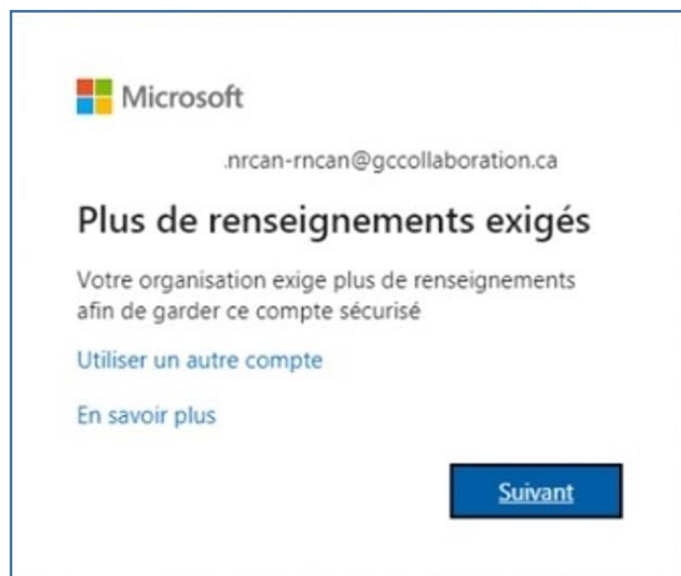 Microsoft
.nrcan-rncan@gccollaboration.ca
Plus de renseignements exigés
Votre organisation exige plus de renseignements
afin de garder ce compte sécurisé
Utiliser un autre compte
En savoir plus
Suivant